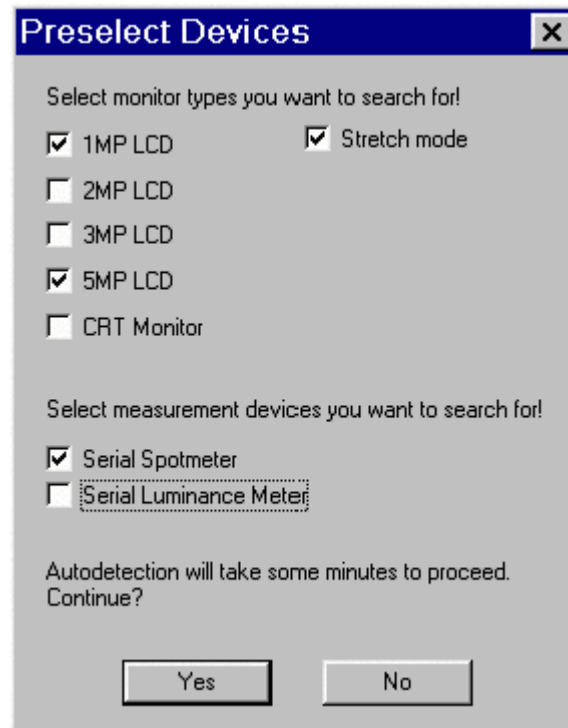 Preselect Devices
Select monitor types you want to search for!
1MP LCD
Stretch mode
2MP LCD
3MP LCD
5MP LCD
CRT Monitor
Select measurement devices you want to search for!
Serial Spotmeter
Serial Luminance Meter
Autodetection will take some minutes to proceed.
Continue?
Yes
No